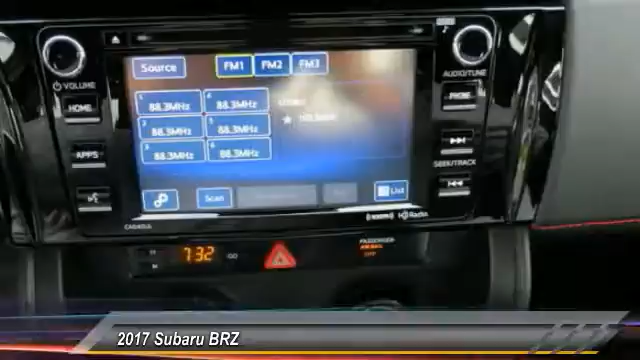 Source FM1 FM2 FM3
VOLUME
AUDIO/TUNE
HOME
PHONE
1 88.3MHz 4 88.3MHz
2 88.3MHz 5 88.3MHz
3 88.3MHz 6 88.3MHz
APPS
SEEK/TRACK
Scan
List
HD Radio
H
M
7:32
PASSENGER
AIR BAG
OFF
2017 Subaru BRZ